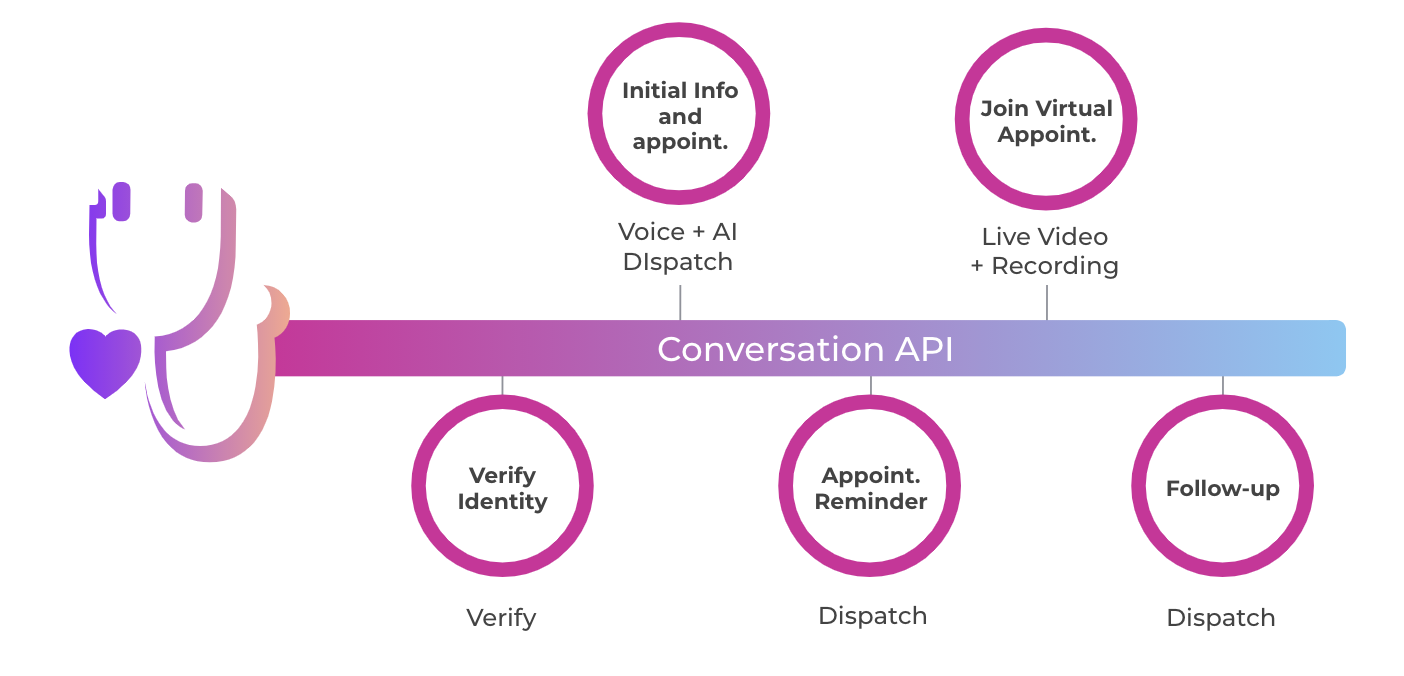 Initial Info
and
appoint.
Voice + AI
DIspatch
Join Virtual
Appoint.
Live Video
+ Recording
Conversation API
Verify
Identity
Verify
Appoint.
Reminder
Dispatch
Follow-up
Dispatch